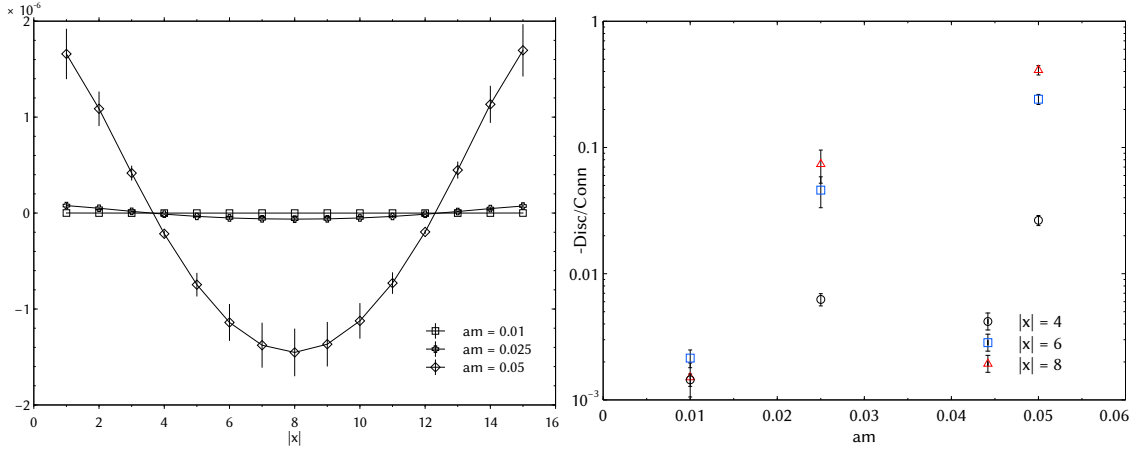 × 10⁻⁶
2
1
0
−1
−2
0 2 4 6 8 10 12 14 16
|x|
am = 0.01
am = 0.025
am = 0.05
1
0.1
0.01
10⁻³
-Disc/Conn
0 0.01 0.02 0.03 0.04 0.05 0.06
am
|x| = 4
|x| = 6
|x| = 8